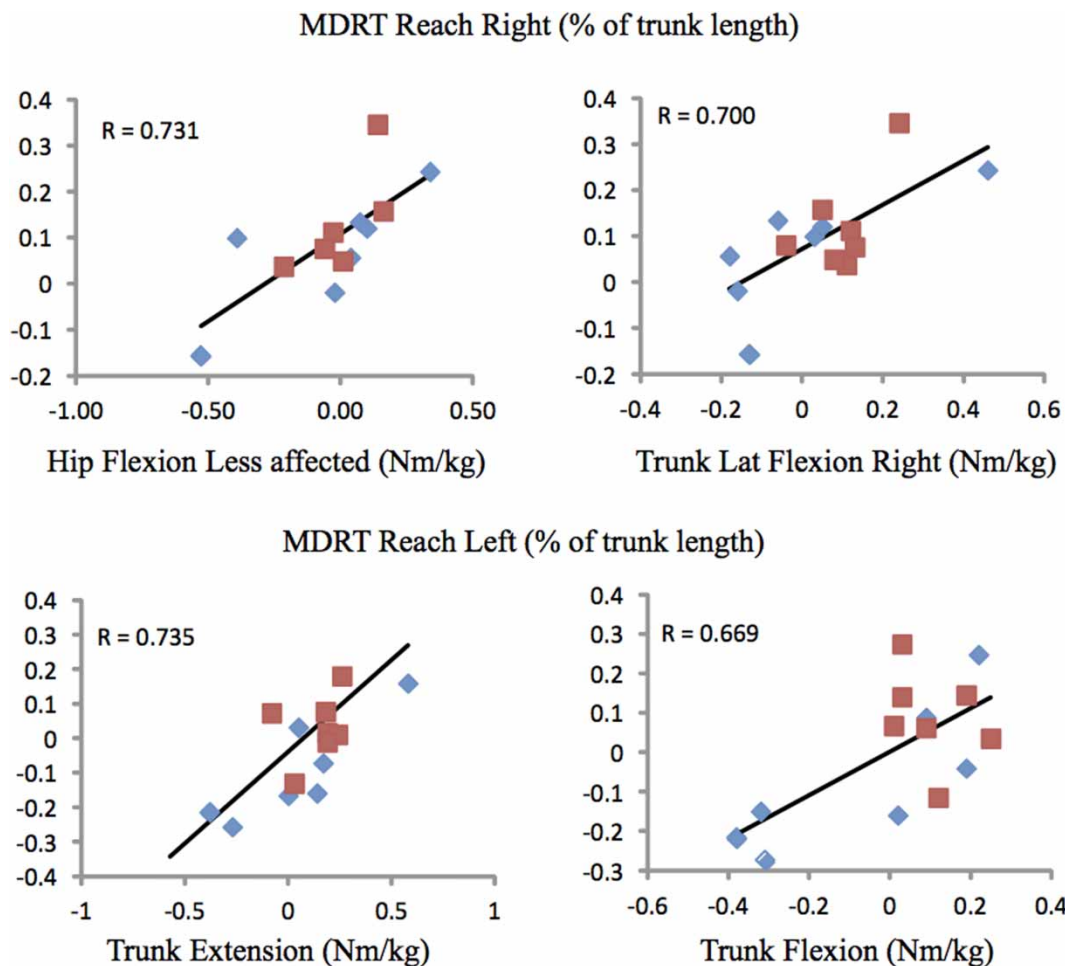 MDRT Reach Right (% of trunk length)
R = 0.731
0.4
0.3
0.2
0.1
0
-0.1
-0.2
-1.00 -0.50 0.00 0.50
Hip Flexion Less affected (Nm/kg)
R = 0.700
0.4
0.3
0.2
0.1
0
-0.1
-0.2
-0.4 -0.2 0 0.2 0.4 0.6
Trunk Lat Flexion Right (Nm/kg)
MDRT Reach Left (% of trunk length)
R = 0.735
0.4
0.3
0.2
0.1
0
-0.1
-0.2
-0.3
-0.4
-1 -0.5 0 0.5 1
Trunk Extension (Nm/kg)
R = 0.669
0.4
0.3
0.2
0.1
0
-0.1
-0.2
-0.3
-0.6 -0.4 -0.2 0 0.2 0.4
Trunk Flexion (Nm/kg)